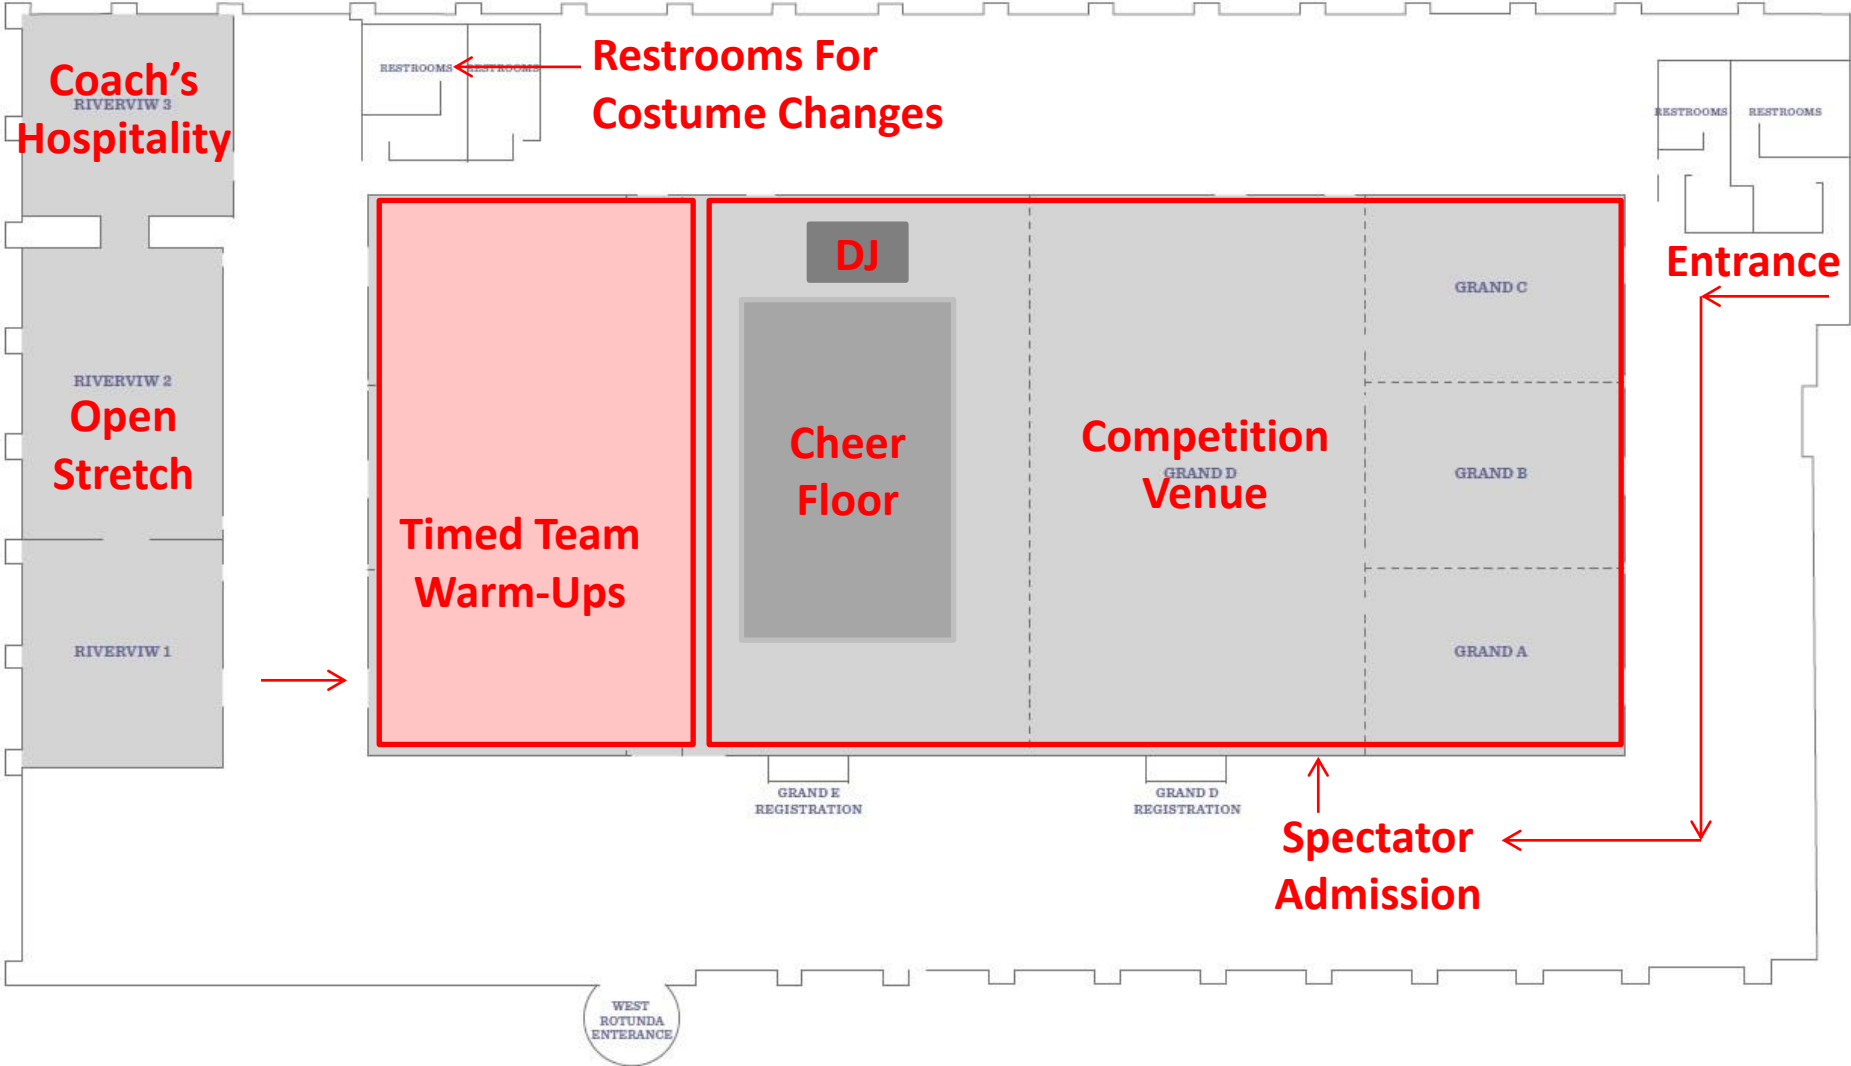 Coach's
RIVERVIW 3
Hospitality
RESTROOMS
RESTROOMS
Restrooms For
Costume Changes
RESTROOMS
RESTROOMS
Entrance
DJ
GRAND C
RIVERVIW 2
Open
Stretch
Cheer
Floor
Competition
GRAND D
Venue
GRAND B
Timed Team
Warm-Ups
RIVERVIW 1
GRAND A
GRAND E
REGISTRATION
GRAND D
REGISTRATION
Spectator
Admission
WEST
ROTUNDA
ENTERANCE